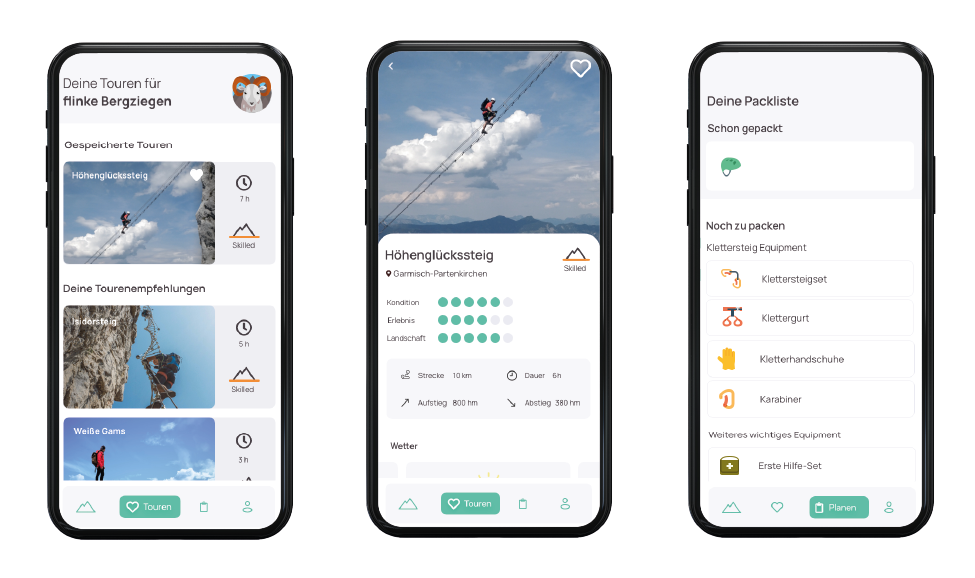 Deine Touren für
flinke Bergziegen
Gespeicherte Touren
Höhenglückssteig
7 h
Skilled
Deine Tourenempfehlungen
Isidorsteig
5 h
Skilled
Weiße Gams
3 h
Touren
Höhenglückssteig
Garmisch-Partenkirchen
Skilled
Kondition
Erlebnis
Landschaft
Strecke 10 km
Dauer 6h
Aufstieg 800 hm
Abstieg 380 hm
Wetter
Touren
Deine Packliste
Schon gepackt
Noch zu packen
Klettersteig Equipment
Klettersteigset
Klettergurt
Kletterhandschuhe
Karabiner
Weiteres wichtiges Equipment
Erste Hilfe-Set
Planen